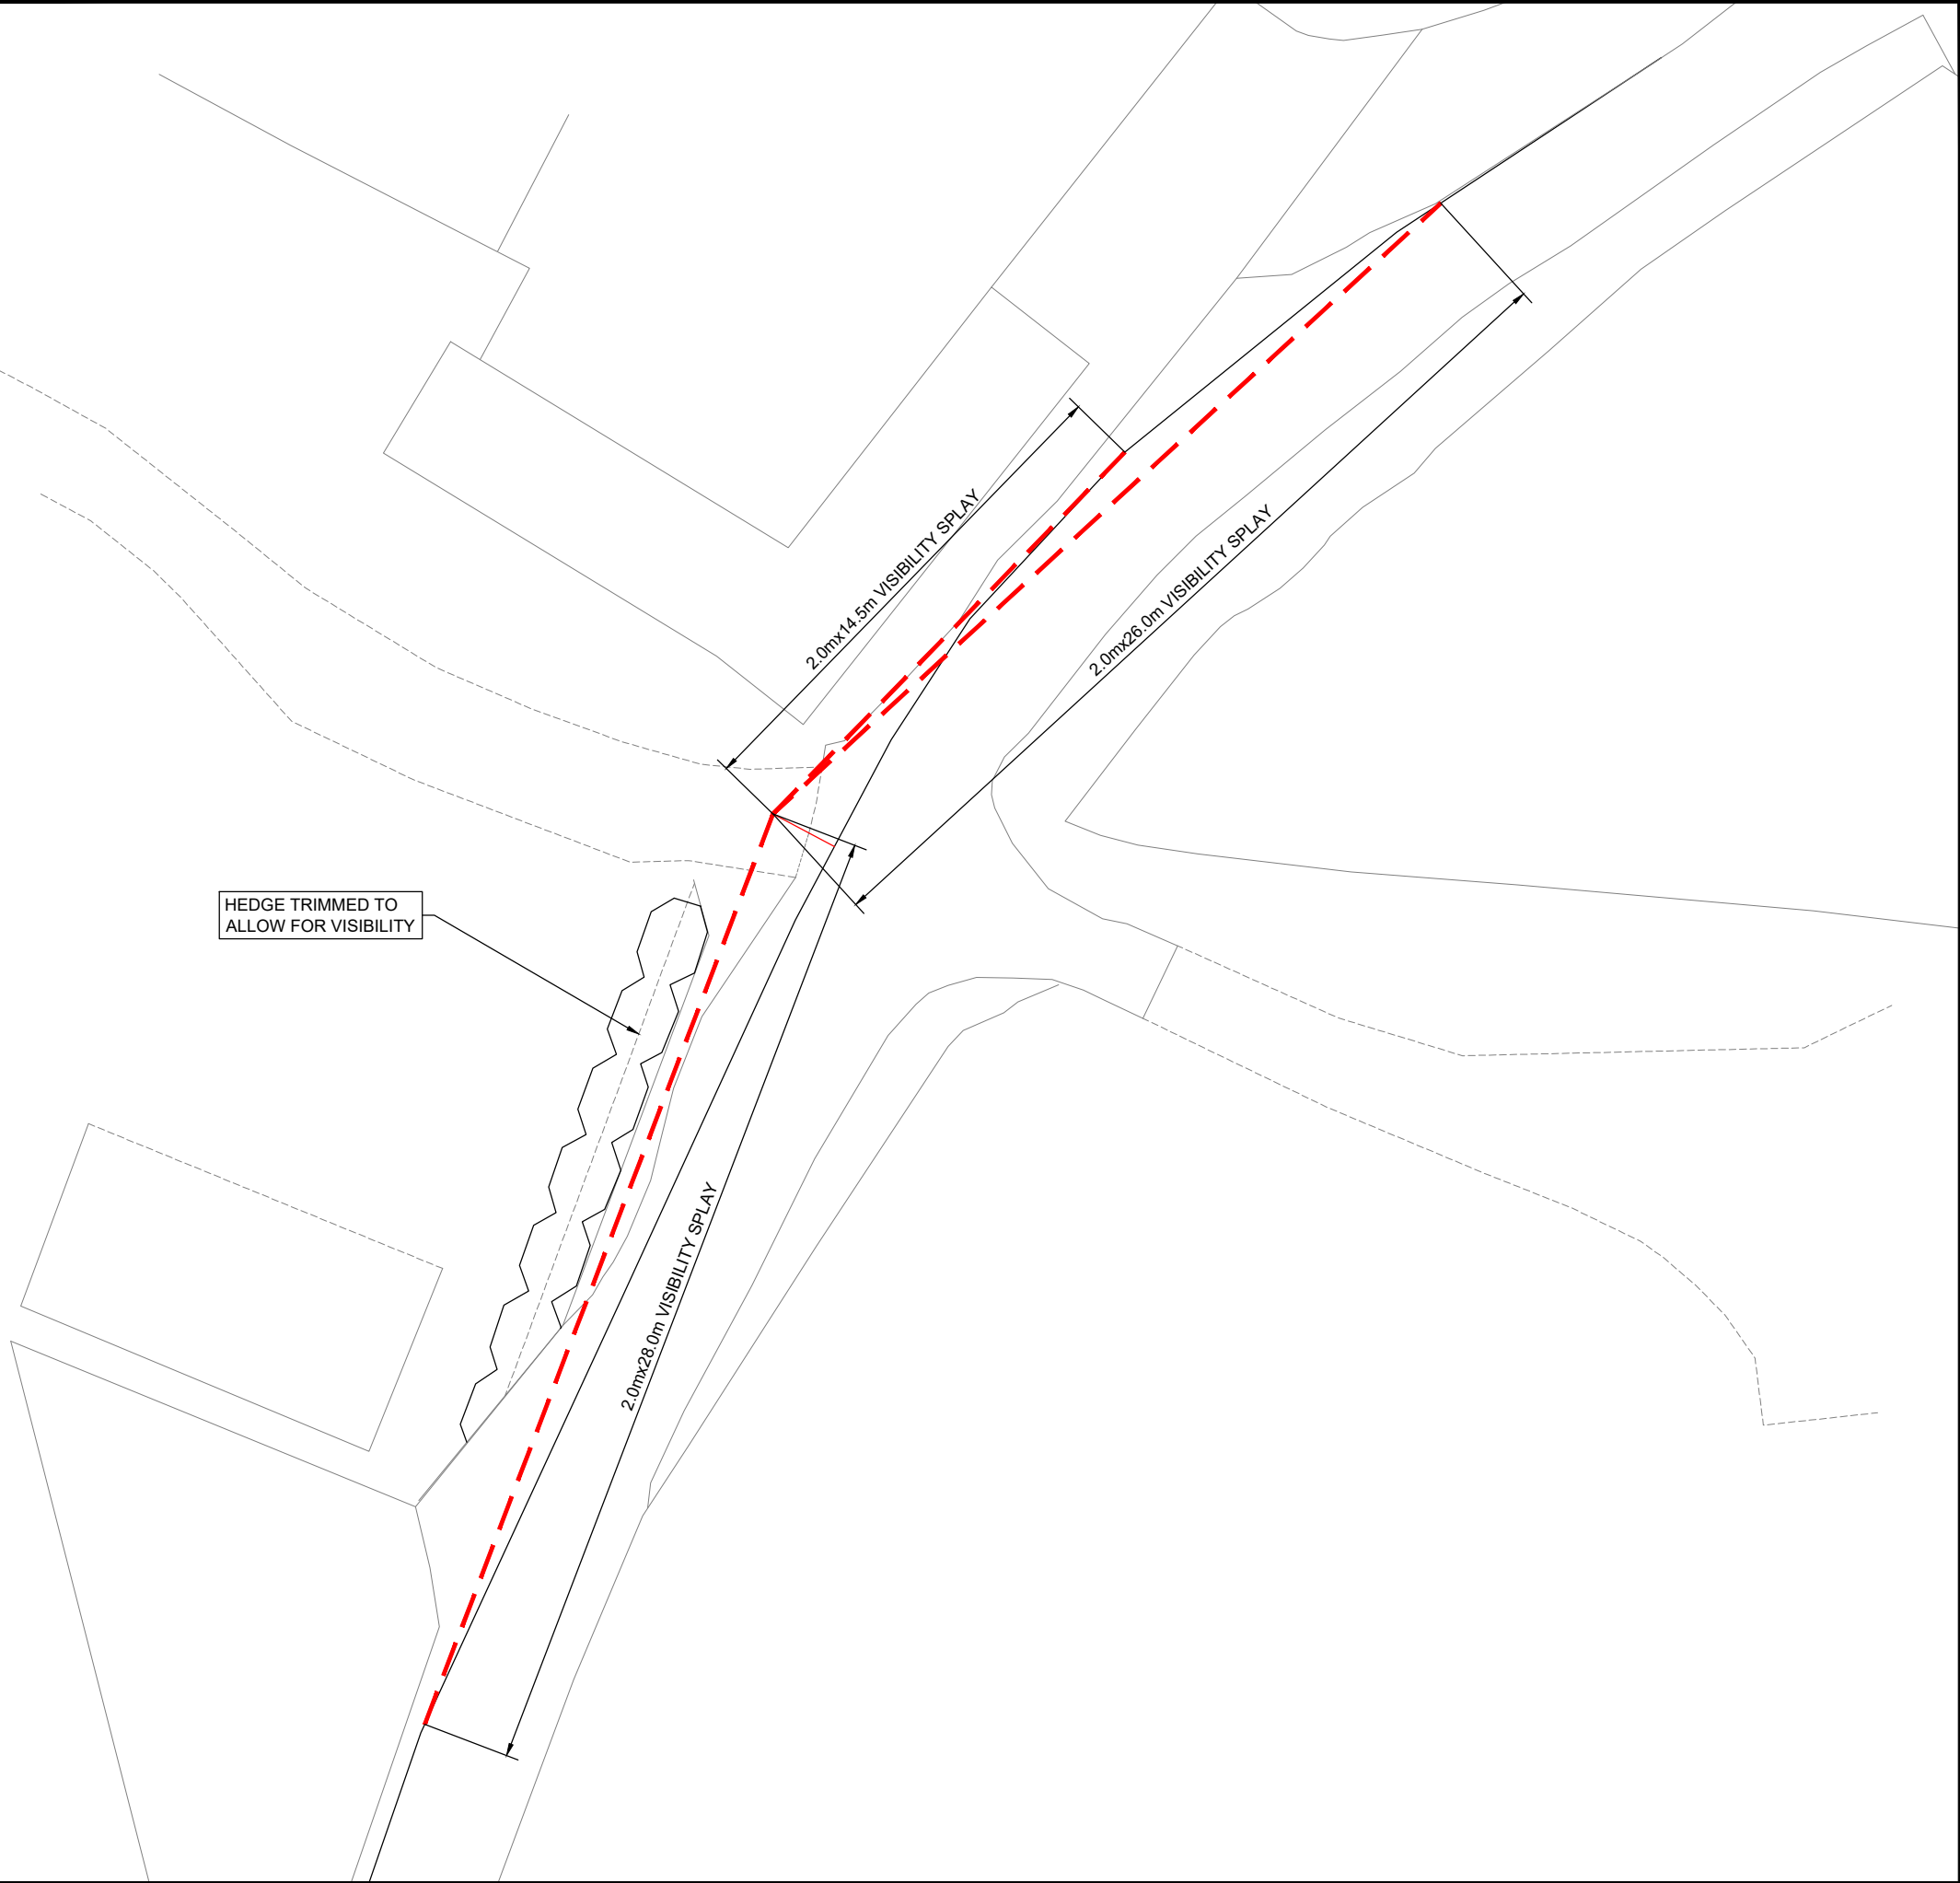 2.0mx14.5m VISIBILITY SPLAY
2.0mx26.0m VISIBILITY SPLAY
HEDGE TRIMMED TO
ALLOW FOR VISIBILITY
2.0mx28.0m VISIBILITY SPLAY